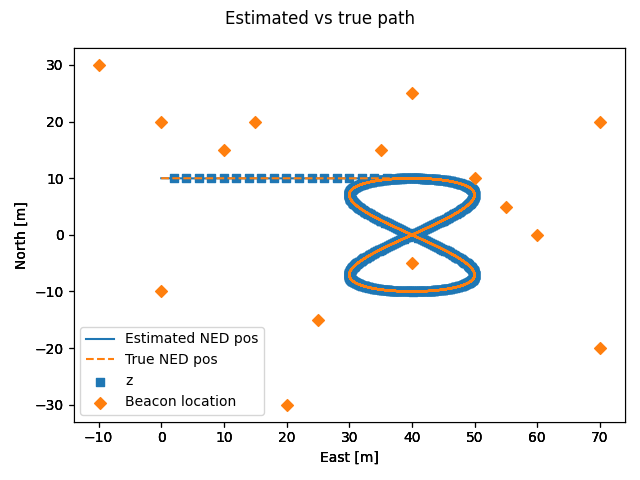 Estimated vs true path
30
20
10
0
−10
−20
−30
North [m]
Estimated NED pos
True NED pos
z
Beacon location
−10
0
10
20
30
40
50
60
70
East [m]